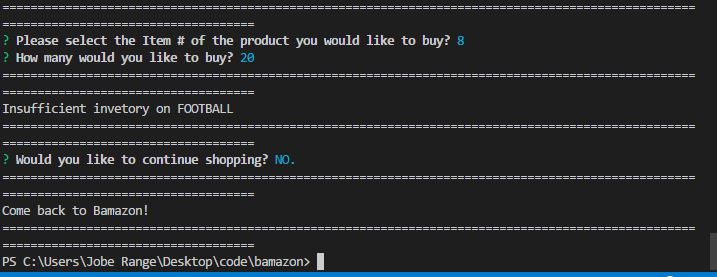 ===================================================================================================
====================================
? Please select the Item # of the product you would like to buy? 8
? How many would you like to buy? 20
===================================================================================================
====================================
Insufficient invetory on FOOTBALL
===================================================================================================
====================================
? Would you like to continue shopping? NO.
===================================================================================================
====================================
Come back to Bamazon!
===================================================================================================
====================================
PS C:\Users\Jobe Range\Desktop\code\bamazon>